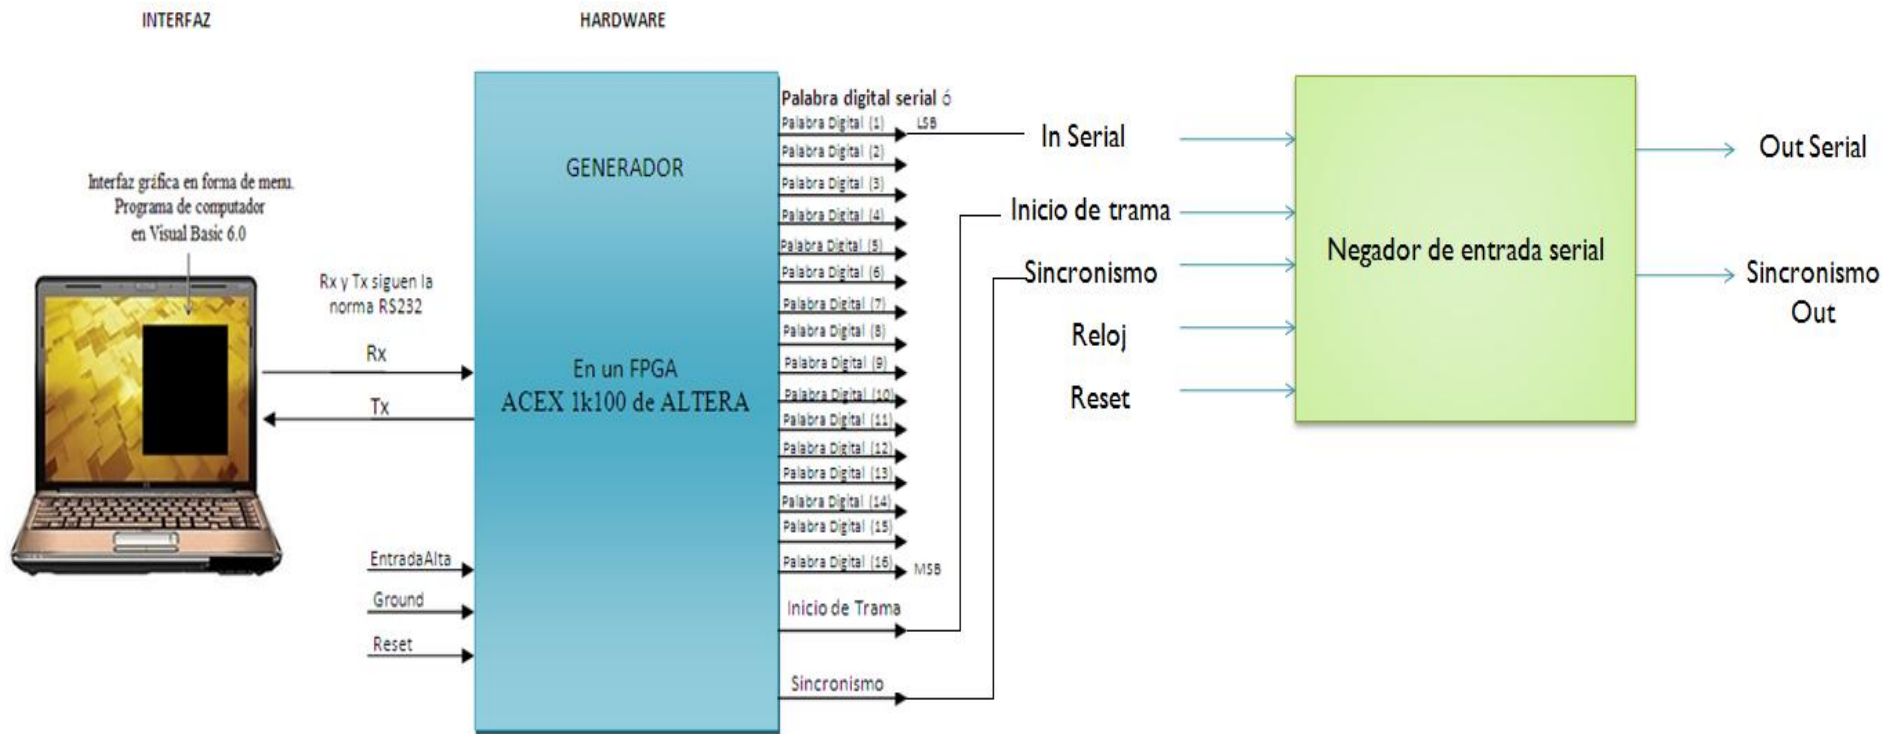 INTERFAZ
HARDWARE
Interfaz gráfica en forma de menu.
Programa de computador
en Visual Basic 6.0
Rx y Tx siguen la
norma RS232
Rx
Tx
EntradaAlta
Ground
Reset
GENERADOR
En un FPGA
ACEX 1k100 de ALTERA
Palabra digital serial ó
Palabra Digital (1) LSB
Palabra Digital (2)
Palabra Digital (3)
Palabra Digital (4)
Palabra Digital (5)
Palabra Digital (6)
Palabra Digital (7)
Palabra Digital (8)
Palabra Digital (9)
Palabra Digital (10)
Palabra Digital (11)
Palabra Digital (12)
Palabra Digital (13)
Palabra Digital (14)
Palabra Digital (15)
Palabra Digital (16) MSB
Inicio de Trama
Sincronismo
In Serial
Inicio de trama
Sincronismo
Reloj
Reset
Negador de entrada serial
Out Serial
Sincronismo
Out